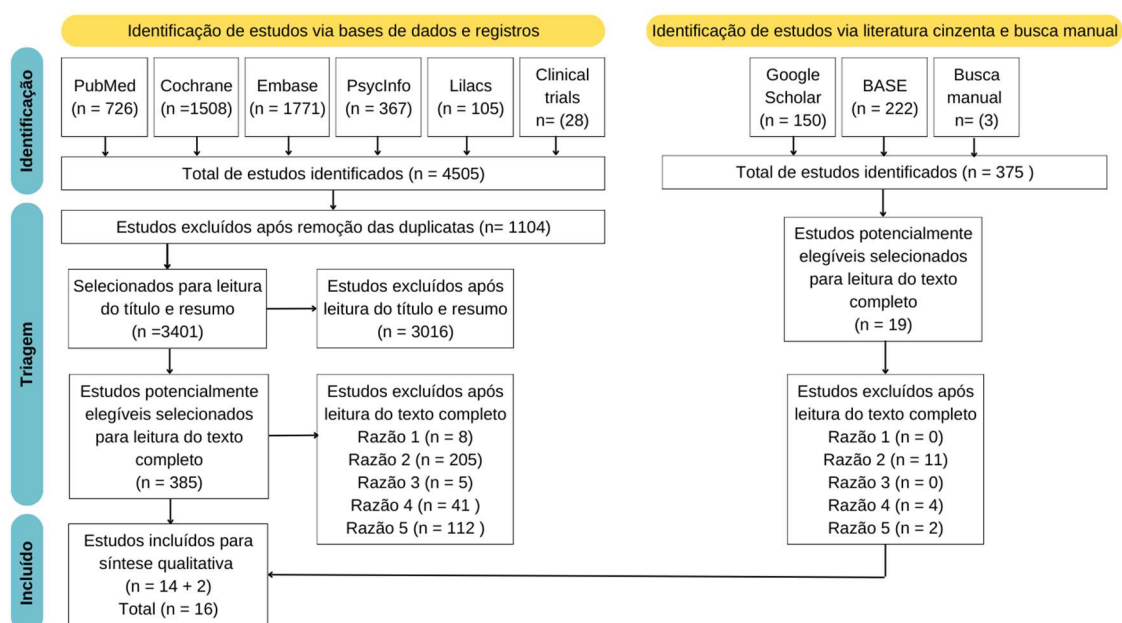 Identificação de estudos via bases de dados e registros
Identificação de estudos via literatura cinzenta e busca manual
Identificação
PubMed
(n = 726)
Cochrane
(n =1508)
Embase
(n = 1771)
PsycInfo
(n = 367)
Lilacs
(n = 105)
Clinical
trials
n= (28)
Google
Scholar
(n = 150)
BASE
(n = 222)
Busca
manual
n= (3)
Total de estudos identificados (n = 4505)
Total de estudos identificados (n = 375 )
Triagem
Estudos excluídos após remoção das duplicatas (n= 1104)
Selecionados para leitura
do título e resumo
(n =3401)
Estudos excluídos após
leitura do título e resumo
(n = 3016)
Estudos potencialmente
elegíveis selecionados
para leitura do texto
completo
(n = 19)
Estudos potencialmente
elegíveis selecionados
para leitura do texto
completo
(n = 385)
Estudos excluídos após
leitura do texto completo
Razão 1 (n = 8)
Razão 2 (n = 205)
Razão 3 (n = 5)
Razão 4 (n = 41 )
Razão 5 (n = 112 )
Estudos excluídos após
leitura do texto completo
Razão 1 (n = 0)
Razão 2 (n = 11)
Razão 3 (n = 0)
Razão 4 (n = 4)
Razão 5 (n = 2)
Incluído
Estudos incluídos para
síntese qualitativa
(n = 14 + 2)
Total (n = 16)